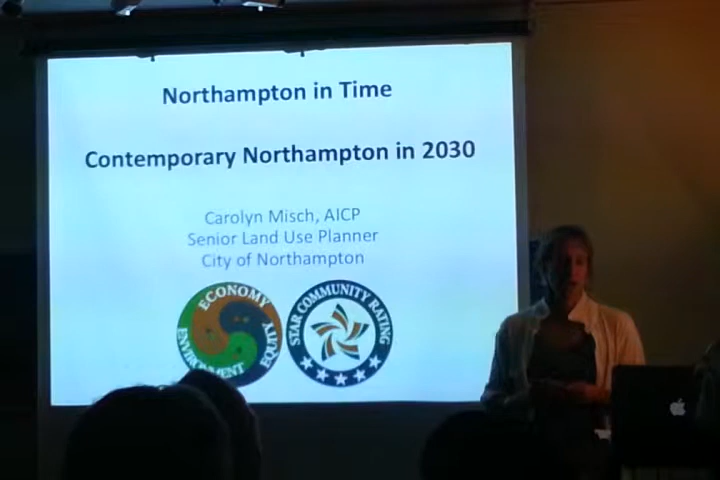 Northampton in Time
Contemporary Northampton in 2030
Carolyn Misch, AICP
Senior Land Use Planner
City of Northampton
ECONOMY
EQUITY
ENVIRONMENT
STAR COMMUNITY RATING